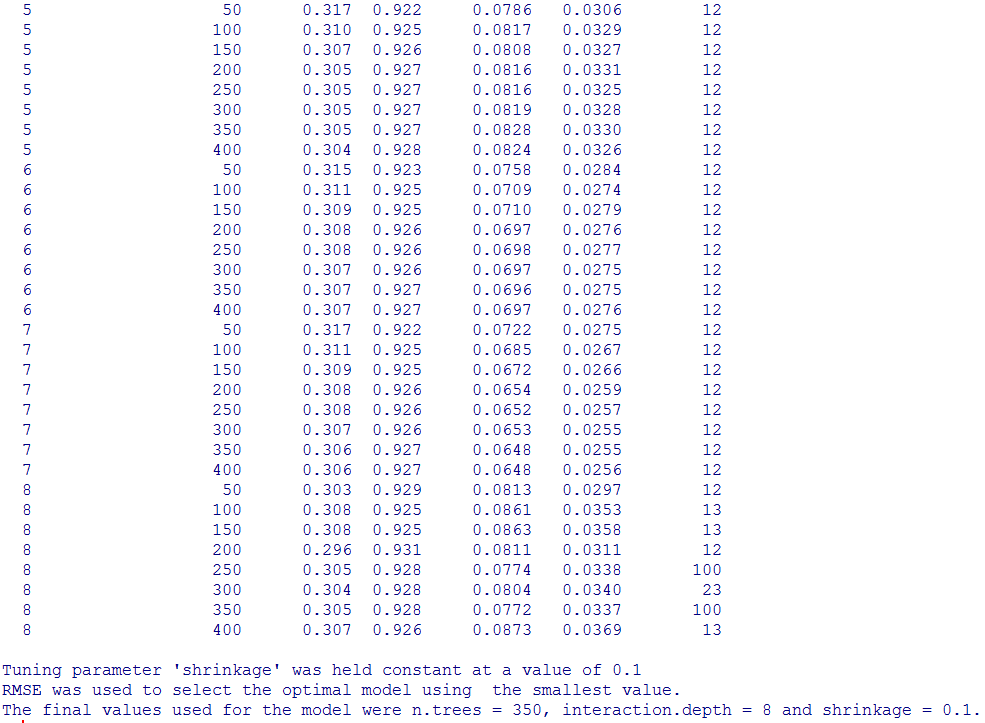 5 50 0.317 0.922 0.0786 0.0306 12
5 100 0.310 0.925 0.0817 0.0329 12
5 150 0.307 0.926 0.0808 0.0327 12
5 200 0.305 0.927 0.0816 0.0331 12
5 250 0.305 0.927 0.0816 0.0325 12
5 300 0.305 0.927 0.0819 0.0328 12
5 350 0.305 0.927 0.0828 0.0330 12
5 400 0.304 0.928 0.0824 0.0326 12
6 50 0.315 0.923 0.0758 0.0284 12
6 100 0.311 0.925 0.0709 0.0274 12
6 150 0.309 0.925 0.0710 0.0279 12
6 200 0.308 0.926 0.0697 0.0276 12
6 250 0.308 0.926 0.0698 0.0277 12
6 300 0.307 0.926 0.0697 0.0275 12
6 350 0.307 0.927 0.0696 0.0275 12
6 400 0.307 0.927 0.0697 0.0276 12
7 50 0.317 0.922 0.0722 0.0275 12
7 100 0.311 0.925 0.0685 0.0267 12
7 150 0.309 0.925 0.0672 0.0266 12
7 200 0.308 0.926 0.0654 0.0259 12
7 250 0.308 0.926 0.0652 0.0257 12
7 300 0.307 0.926 0.0653 0.0255 12
7 350 0.306 0.927 0.0648 0.0255 12
7 400 0.306 0.927 0.0648 0.0256 12
8 50 0.303 0.929 0.0813 0.0297 12
8 100 0.308 0.925 0.0861 0.0353 13
8 150 0.308 0.925 0.0863 0.0358 13
8 200 0.296 0.931 0.0811 0.0311 12
8 250 0.305 0.928 0.0774 0.0338 100
8 300 0.304 0.928 0.0804 0.0340 23
8 350 0.305 0.928 0.0772 0.0337 100
8 400 0.307 0.926 0.0873 0.0369 13
Tuning parameter 'shrinkage' was held constant at a value of 0.1
RMSE was used to select the optimal model using  the smallest value.
The final values used for the model were n.trees = 350, interaction.depth = 8 and shrinkage = 0.1.